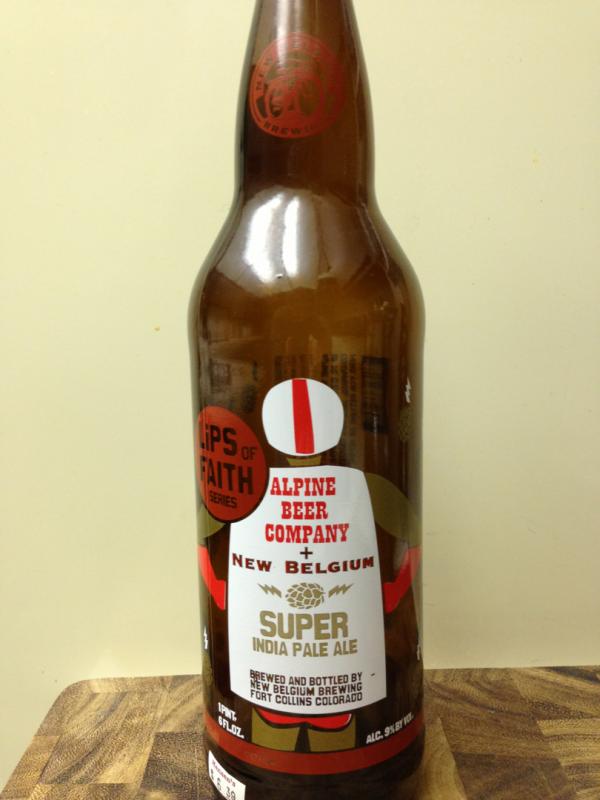 BREWING
LiPS OF
FAITH
SERIES
ALPINE
BEER
COMPANY
+
NEW BELGIUM
SUPER
INDIA PALE ALE
BREWED AND BOTTLED BY
NEW BELGIUM BREWING
FORT COLLINS COLORADO
1 PINT,
6 FL.OZ.
ALC. 9% BY VOL.